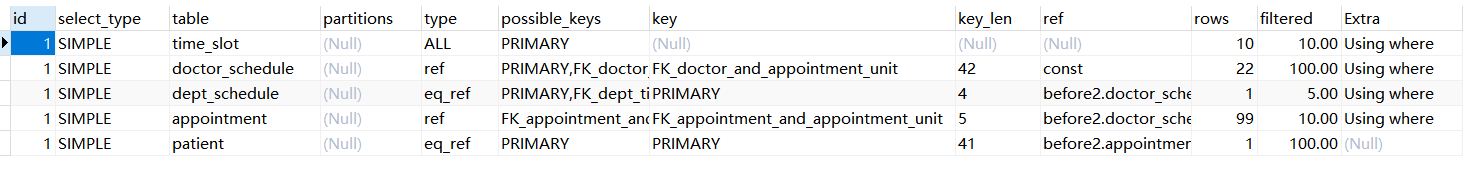 id select_type table partitions type possible_keys key key_len ref rows filtered Extra
1 SIMPLE time_slot (Null) ALL PRIMARY (Null) (Null) (Null) 10 10.00 Using where
1 SIMPLE doctor_schedule (Null) ref PRIMARY,FK_doctor_ FK_doctor_and_appointment_unit 42 const 22 100.00 Using where
1 SIMPLE dept_schedule (Null) eq_ref PRIMARY,FK_dept_ti PRIMARY 4 before2.doctor_sche 1 5.00 Using where
1 SIMPLE appointment (Null) ref FK_appointment_and FK_appointment_and_appointment_unit 5 before2.doctor_sche 99 10.00 Using where
1 SIMPLE patient (Null) eq_ref PRIMARY PRIMARY 41 before2.appointmen 1 100.00 (Null)